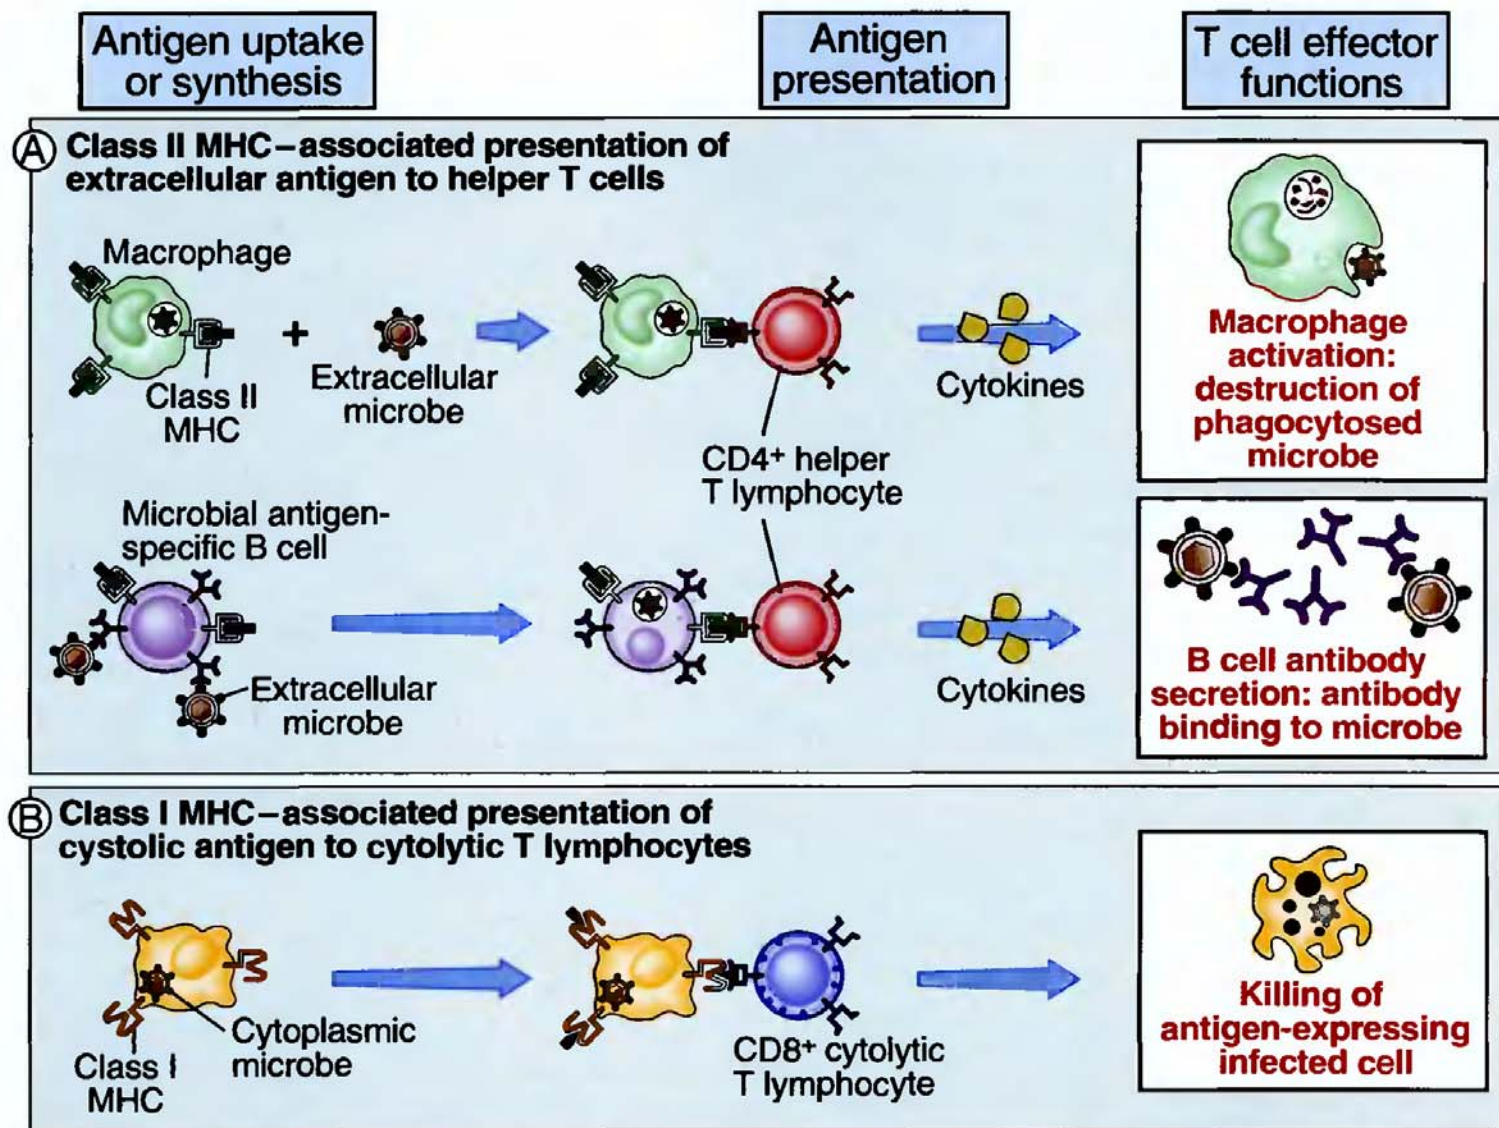 Antigen uptake
or synthesis
Antigen
presentation
T cell effector
functions
A
Class II MHC–associated presentation of
extracellular antigen to helper T cells
Macrophage
+
Class II
MHC
Extracellular
microbe
CD4+ helper
T lymphocyte
Cytokines
Macrophage
activation:
destruction of
phagocytosed
microbe
Microbial antigen-
specific B cell
Extracellular
microbe
Cytokines
B cell antibody
secretion: antibody
binding to microbe
B
Class I MHC–associated presentation of
cystolic antigen to cytolytic T lymphocytes
Class I
MHC
Cytoplasmic
microbe
CD8+ cytolytic
T lymphocyte
Killing of
antigen-expressing
infected cell